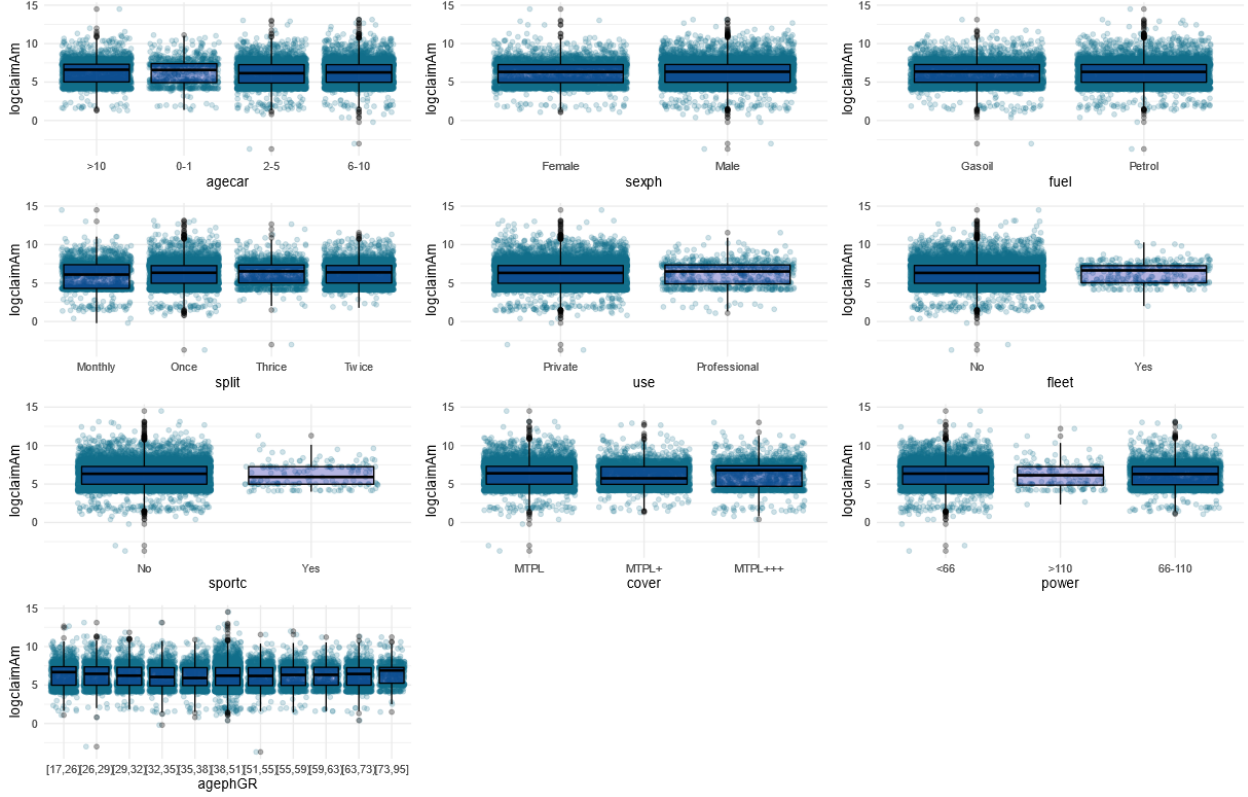 logclaimAm
15
10
5
0
>10 0-1 2-5 6-10
agecar
logclaimAm
15
10
5
0
Female Male
sexph
logclaimAm
15
10
5
0
Gasoil Petrol
fuel
logclaimAm
15
10
5
0
Monthly Once Thrice Twice
split
logclaimAm
15
10
5
0
Private Professional
use
logclaimAm
15
10
5
0
No Yes
fleet
logclaimAm
15
10
5
0
No Yes
sportc
logclaimAm
15
10
5
0
MTPL MTPL+ MTPL+++
cover
logclaimAm
15
10
5
0
<66 >110 66-110
power
logclaimAm
15
10
5
0
[17,26](26,29](29,32](32,35](35,38](38,51](51,55](55,59](59,63](63,73](73,95]
agephGR